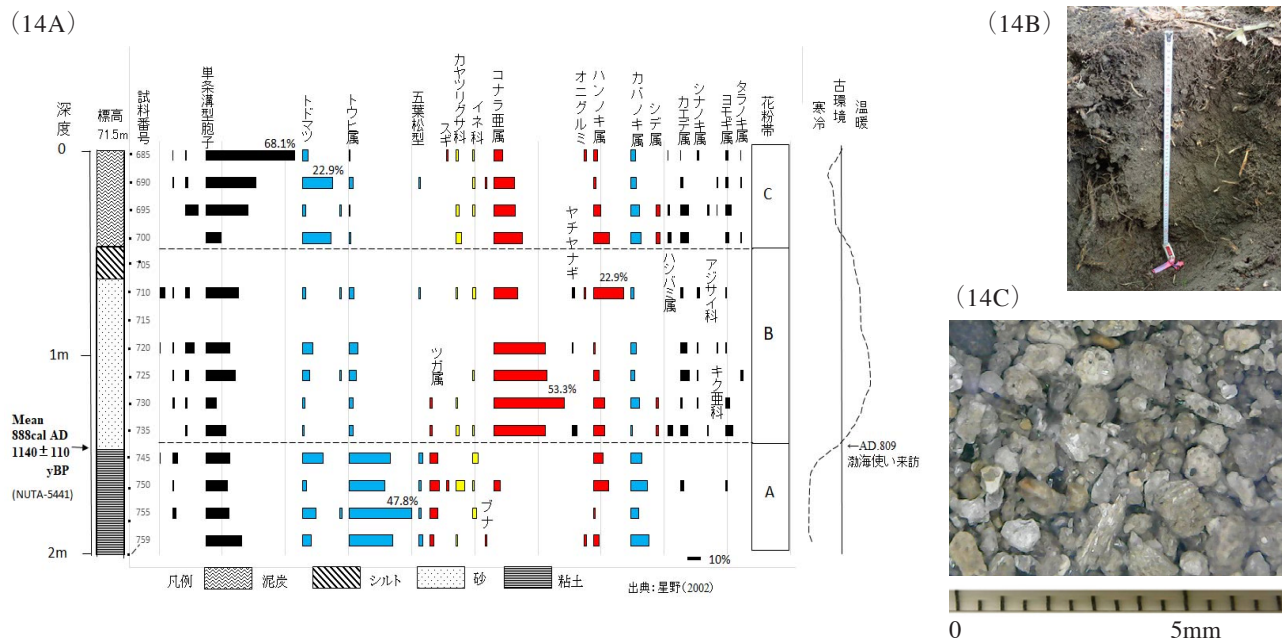 (14A)
深度
標高
71.5m
試料番号
単条溝型胞子
トドマツ
トウヒ属
五葉松型
スギ
カヤツリグサ科
イネ科
コナラ亜属
オニグルミ
ハンノキ属
カバノキ属
シデ属
カエデ属
シナノキ属
ヨモギ属
タラノキ属
花粉帯
寒冷
古環境
温暖
0
1m
2m
685
690
695
700
705
710
715
720
725
730
735
745
750
755
759
68.1%
22.9%
ヤチヤナギ
22.9%
ハシバミ属
アジサイ科
キク亜科
ツガ属
53.3%
47.8%
ブナ
C
B
A
Mean
888cal AD
1140±110
yBP
(NUTA-5441)
←AD.809
渤海使い来訪
10%
凡例 泥炭 シルト 砂 粘土
出典:星野(2002)
(14B)
(14C)
0 5mm